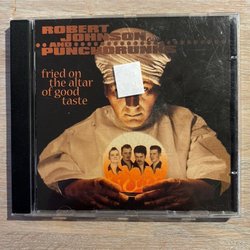 ROBERT
JOHNSON
AND
PUNCHDRUNKS
fried on
the altar
of good
taste